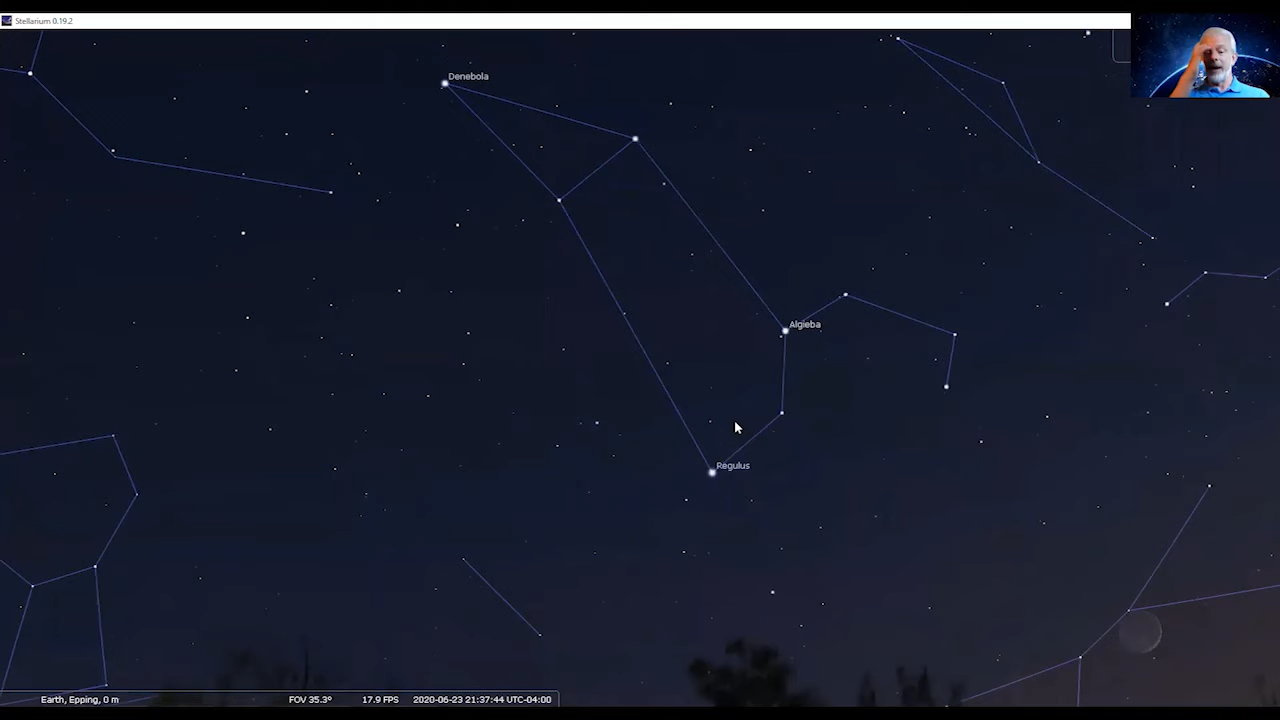 Stellarium 0.19.2
Denebola
Algieba
Regulus
Earth, Epping, 0 m FOV 35.3° 17.9 FPS 2020-06-23 21:37:44 UTC-04:00